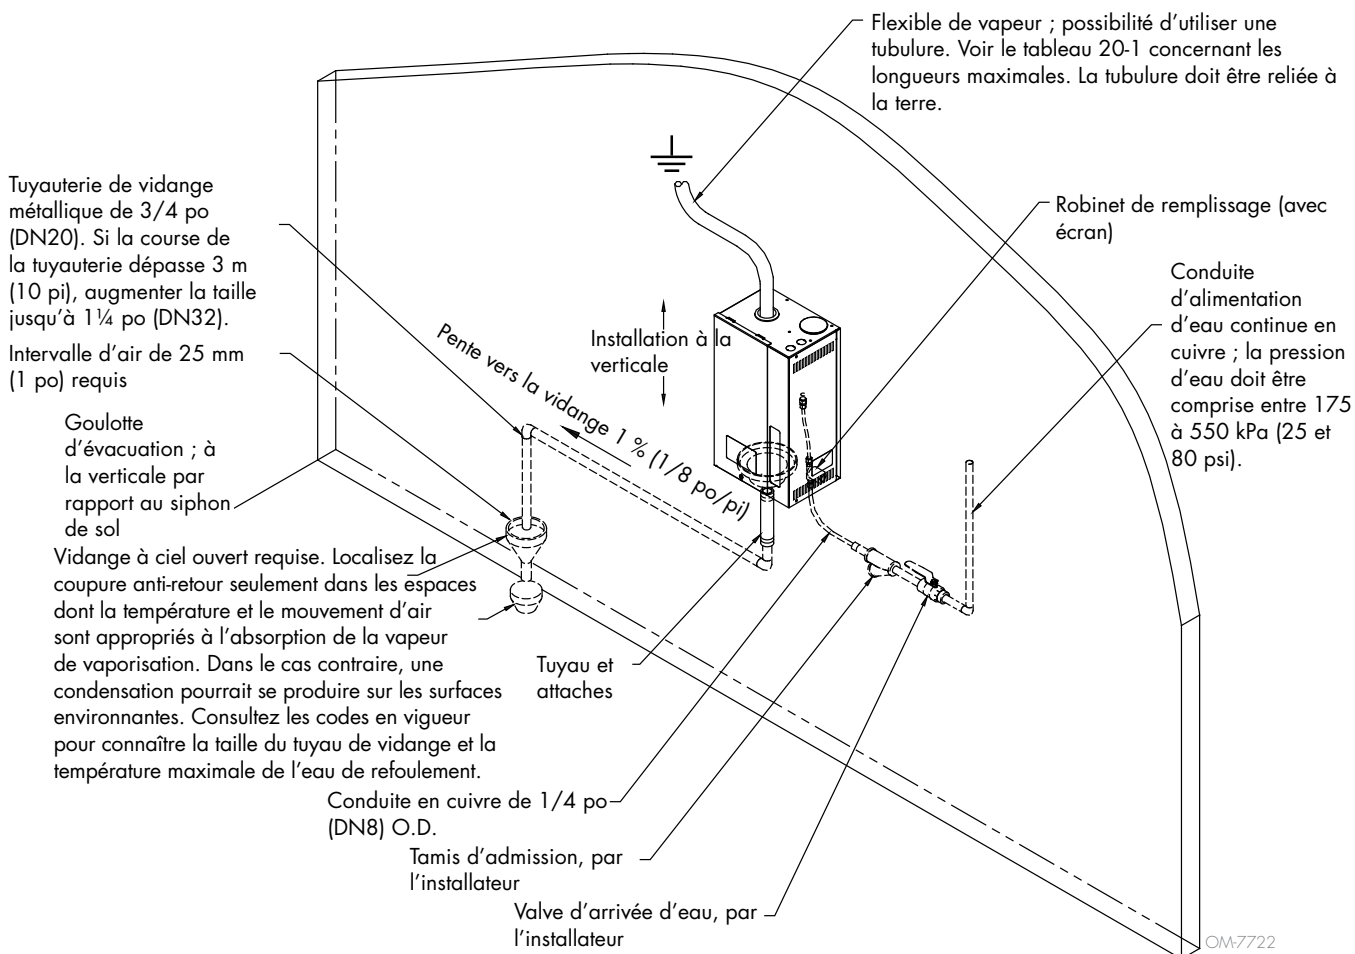 Flexible de vapeur ; possibilité d'utiliser une
tubulure. Voir le tableau 20-1 concernant les
longueurs maximales. La tubulure doit être reliée à
la terre.
Tuyauterie de vidange
métallique de 3/4 po
(DN20). Si la course de
la tuyauterie dépasse 3 m
(10 pi), augmenter la taille
jusqu'à 1¼ po (DN32).
Robinet de remplissage (avec
écran)
Conduite
d'alimentation
d'eau continue en
cuivre ; la pression
d'eau doit être
comprise entre 175
à 550 kPa (25 et
80 psi).
Installation à la
verticale
Pente vers la vidange 1 % (1/8 po/pi)
Intervalle d'air de 25 mm
(1 po) requis
Goulotte
d'évacuation ; à
la verticale par
rapport au siphon
de sol
Vidange à ciel ouvert requise. Localisez la
coupure anti-retour seulement dans les espaces
dont la température et le mouvement d'air
sont appropriés à l'absorption de la vapeur
de vaporisation. Dans le cas contraire, une
condensation pourrait se produire sur les surfaces
environnantes. Consultez les codes en vigueur
pour connaître la taille du tuyau de vidange et la
température maximale de l'eau de refoulement.
Tuyau et
attaches
Conduite en cuivre de 1/4 po
(DN8) O.D.
Tamis d'admission, par
l'installateur
Valve d'arrivée d'eau, par
l'installateur
OM-7722